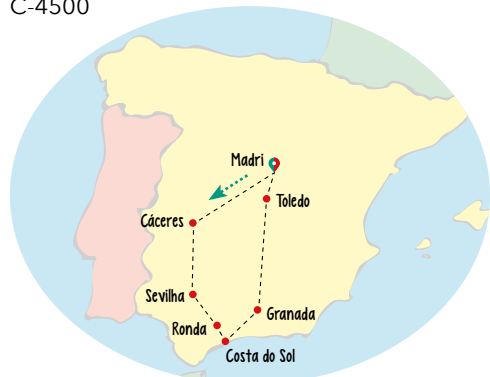 C-4500
Madri
Toledo
Cáceres
Sevilha
Granada
Ronda
Costa do Sol